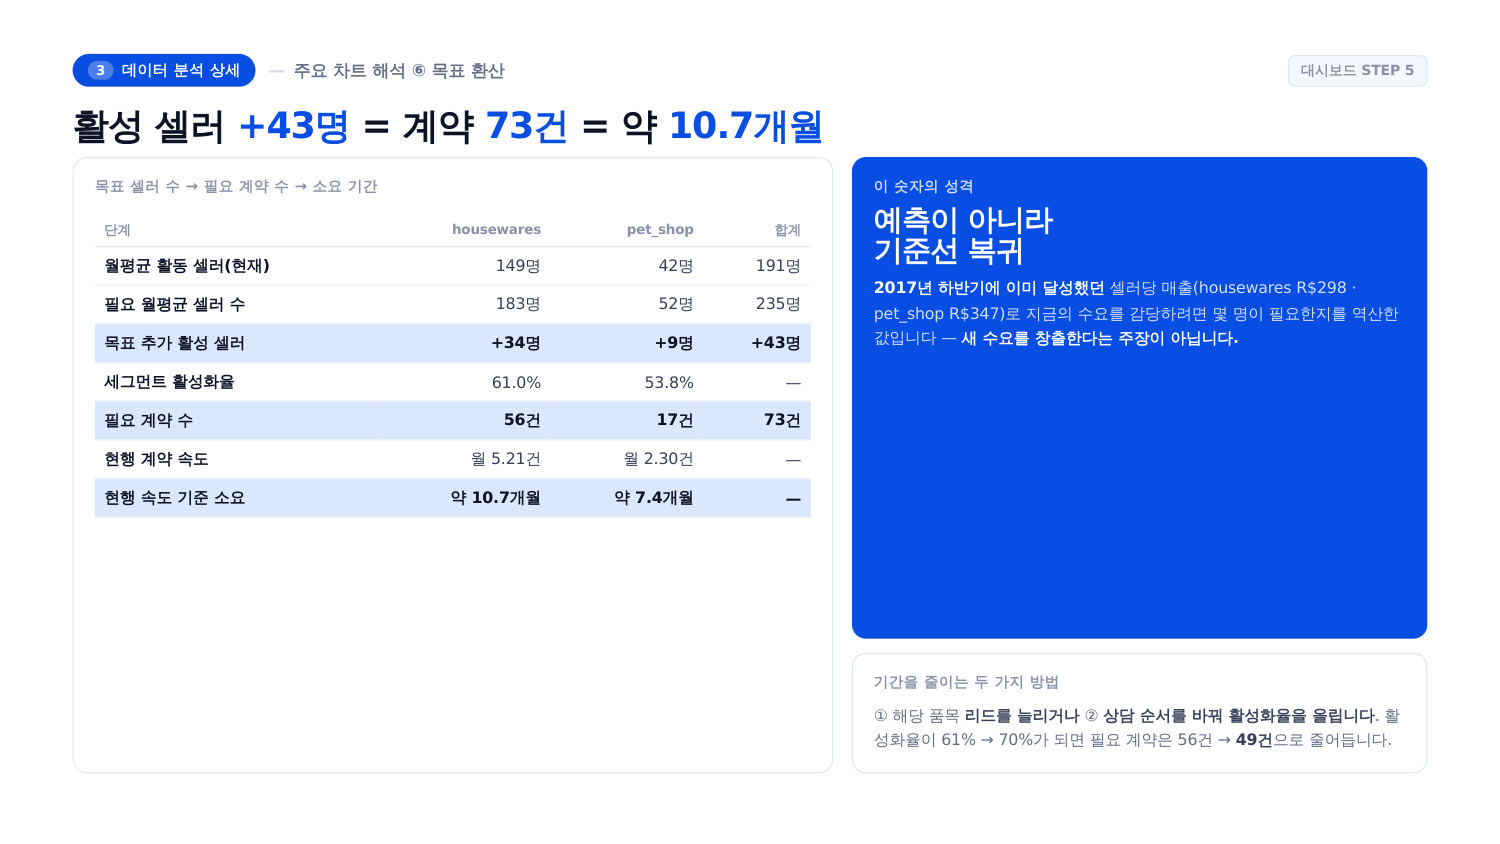 3 데이터 분석 상세 — 주요 차트 해석 ⑥ 목표 환산
대시보드 STEP 5
활성 셀러 +43명 = 계약 73건 = 약 10.7개월
목표 셀러 수 → 필요 계약 수 → 소요 기간
단계 housewares pet_shop 합계
월평균 활동 셀러(현재) 149명 42명 191명
필요 월평균 셀러 수 183명 52명 235명
목표 추가 활성 셀러 +34명 +9명 +43명
세그먼트 활성화율 61.0% 53.8% —
필요 계약 수 56건 17건 73건
현행 계약 속도 월 5.21건 월 2.30건 —
현행 속도 기준 소요 약 10.7개월 약 7.4개월 —
이 숫자의 성격
예측이 아니라
기준선 복귀
2017년 하반기에 이미 달성했던 셀러당 매출(housewares R$298 ·
pet_shop R$347)로 지금의 수요를 감당하려면 몇 명이 필요한지를 역산한
값입니다 — 새 수요를 창출한다는 주장이 아닙니다.
기간을 줄이는 두 가지 방법
① 해당 품목 리드를 늘리거나 ② 상담 순서를 바꿔 활성화율을 올립니다. 활
성화율이 61% → 70%가 되면 필요 계약은 56건 → 49건으로 줄어듭니다.